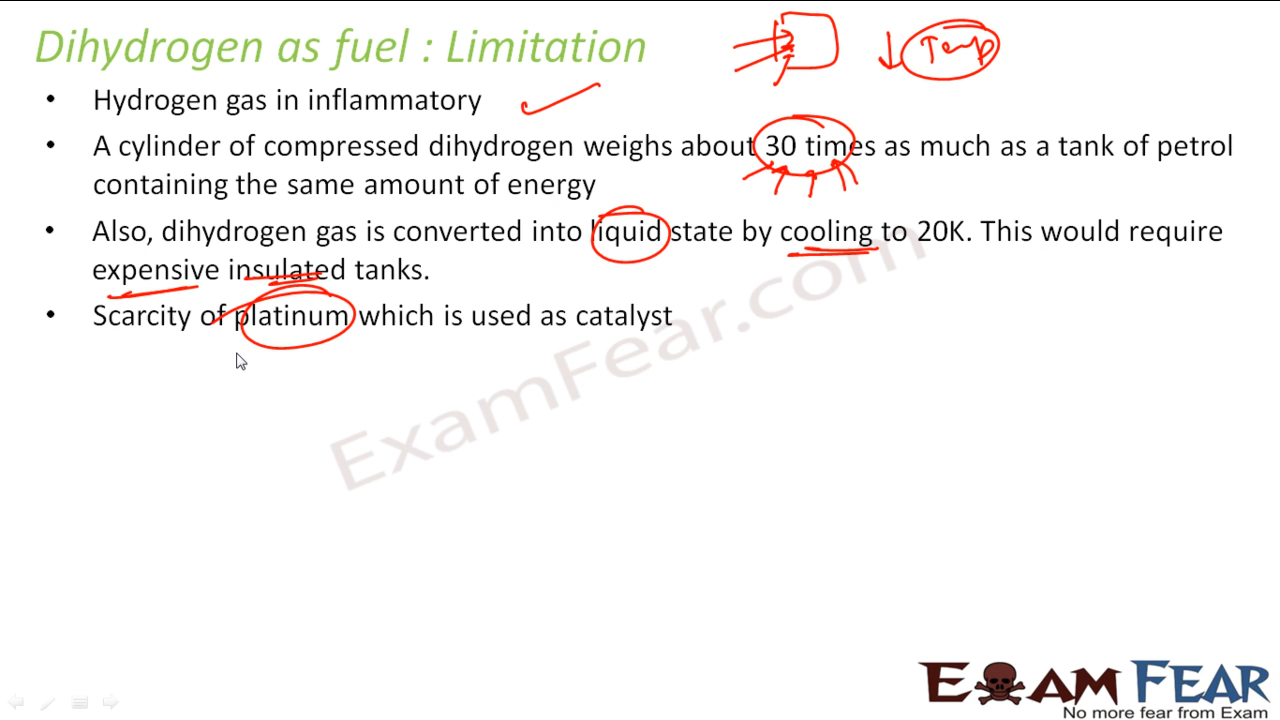 Dihydrogen as fuel : Limitation
Temp
• Hydrogen gas in inflammatory
• A cylinder of compressed dihydrogen weighs about 30 times as much as a tank of petrol
containing the same amount of energy
• Also, dihydrogen gas is converted into liquid state by cooling to 20K. This would require
expensive insulated tanks.
• Scarcity of platinum which is used as catalyst
ExamFear.com
EXAM FEAR
No more fear from Exam